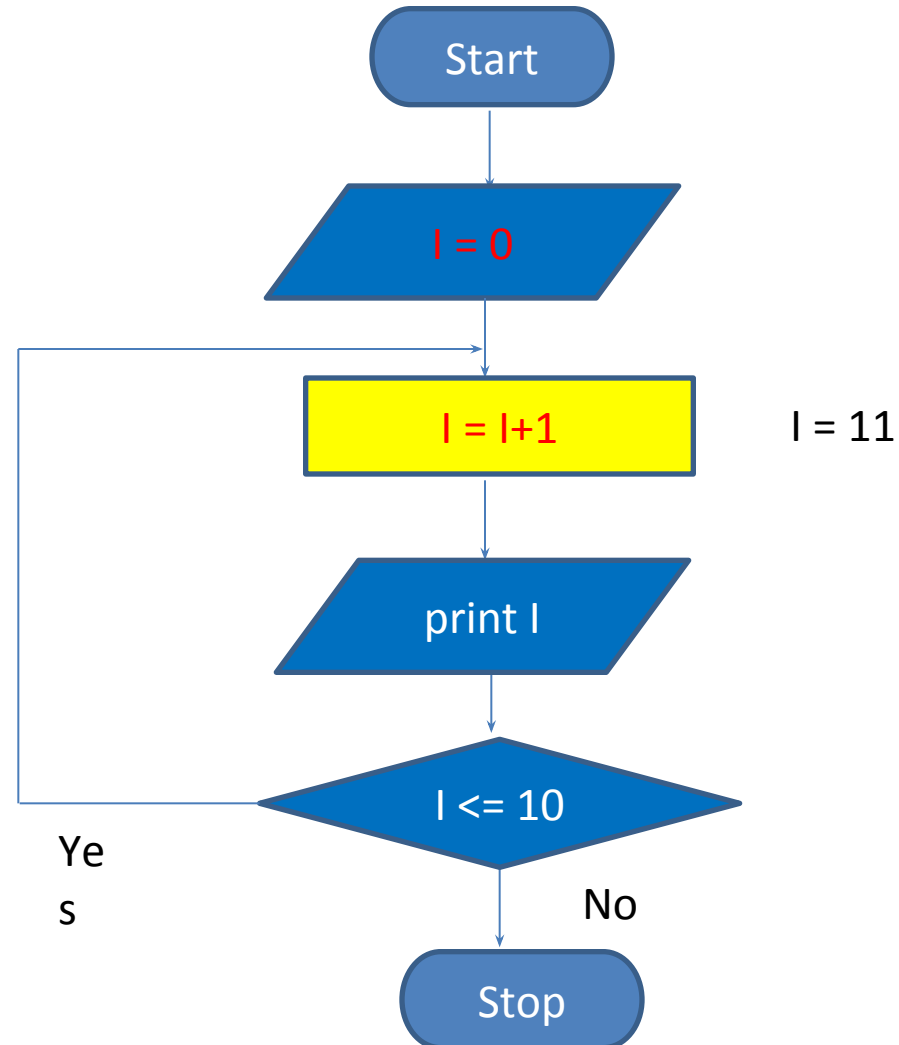 Start
I = 0
I = I+1
I = 11
print I
I <= 10
Ye
s
No
Stop